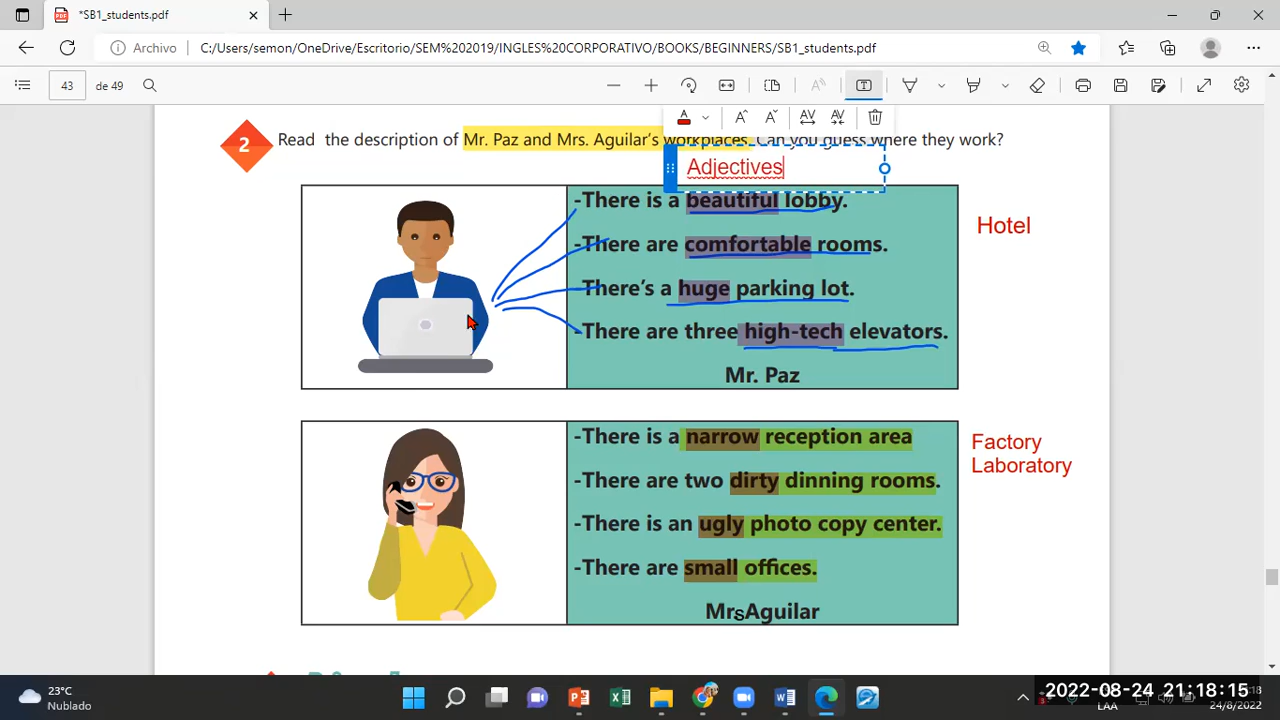 *SB1_students.pdf
Archivo C:/Users/semon/OneDrive/Escritorio/SEM%202019/INGLES%20CORPORATIVO/BOOKS/BEGINNERS/SB1_students.pdf
43 de 49
2 Read the description of Mr. Paz and Mrs. Aguilar's workplaces. Can you guess where they work?
Adjectives
-There is a beautiful lobby.
Hotel
-There are comfortable rooms.
-There's a huge parking lot.
-There are three high-tech elevators.
Mr. Paz
-There is a narrow reception area
Factory
Laboratory
-There are two dirty dinning rooms.
-There is an ugly photo copy center.
-There are small offices.
MrsAguilar
23°C
Nublado
LAA
2022-08-24 21:18:15
24/8/2022